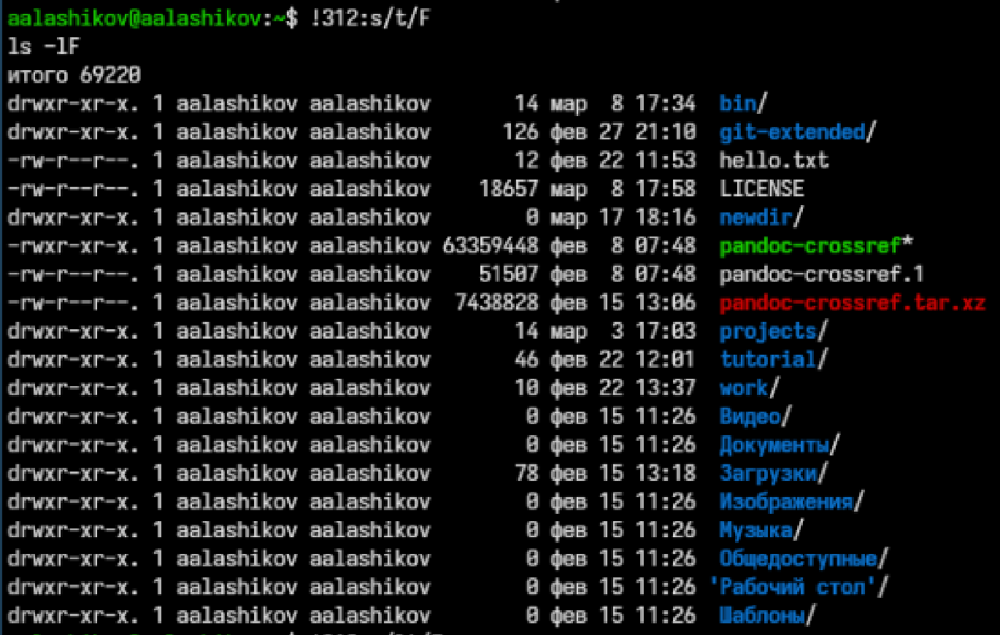 aalashikov@aalashikov:~$ !312:s/t/F
ls -lF
итого 69220
drwxr-xr-x. 1 aalashikov aalashikov       14 мар  8 17:34  bin/
drwxr-xr-x. 1 aalashikov aalashikov      126 фев 27 21:10  git-extended/
-rw-r--r--. 1 aalashikov aalashikov       12 фев 22 11:53  hello.txt
-rw-r--r--. 1 aalashikov aalashikov    18657 мар  8 17:58  LICENSE
drwxr-xr-x. 1 aalashikov aalashikov        0 мар 17 18:16  newdir/
-rwxr-xr-x. 1 aalashikov aalashikov 63359448 фев  8 07:48  pandoc-crossref*
-rw-r--r--. 1 aalashikov aalashikov    51507 фев  8 07:48  pandoc-crossref.1
-rw-r--r--. 1 aalashikov aalashikov  7438828 фев 15 13:06  pandoc-crossref.tar.xz
drwxr-xr-x. 1 aalashikov aalashikov       14 мар  3 17:03  projects/
drwxr-xr-x. 1 aalashikov aalashikov       46 фев 22 12:01  tutorial/
drwxr-xr-x. 1 aalashikov aalashikov       10 фев 22 13:37  work/
drwxr-xr-x. 1 aalashikov aalashikov        0 фев 15 11:26  Видео/
drwxr-xr-x. 1 aalashikov aalashikov        0 фев 15 11:26  Документы/
drwxr-xr-x. 1 aalashikov aalashikov       78 фев 15 13:18  Загрузки/
drwxr-xr-x. 1 aalashikov aalashikov        0 фев 15 11:26  Изображения/
drwxr-xr-x. 1 aalashikov aalashikov        0 фев 15 11:26  Музыка/
drwxr-xr-x. 1 aalashikov aalashikov        0 фев 15 11:26  Общедоступные/
drwxr-xr-x. 1 aalashikov aalashikov        0 фев 15 11:26 'Рабочий стол'/
drwxr-xr-x. 1 aalashikov aalashikov        0 фев 15 11:26  Шаблоны/